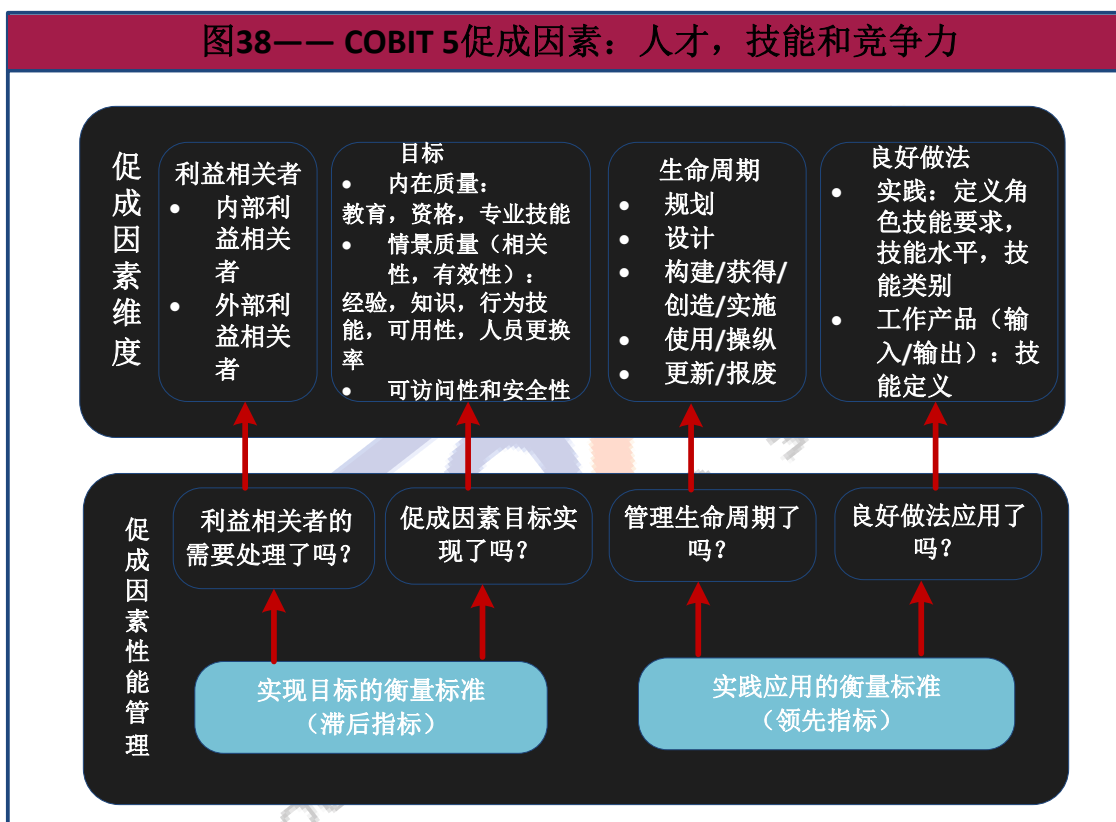 图38—— COBIT 5促成因素：人才，技能和竞争力
促成因素维度
利益相关者
• 内部利
益相关
者
• 外部利
益相关
者
目标
• 内在质量：
教育，资格，专业技能
• 情景质量（相关
性，有效性）：
经验，知识，行为技
能，可用性，人员更换
率
• 可访问性和安全性
生命周期
• 规划
• 设计
• 构建/获得/
创造/实施
• 使用/操纵
• 更新/报废
良好做法
• 实践：定义角
色技能要求，
技能水平，技
能类别
• 工作产品（输
入/输出）：技
能定义
促成因素性能管理
利益相关者的
需要处理了吗？
促成因素目标实
现了吗？
管理生命周期了
吗？
良好做法应用了
吗？
实现目标的衡量标准
（滞后指标）
实践应用的衡量标准
（领先指标）